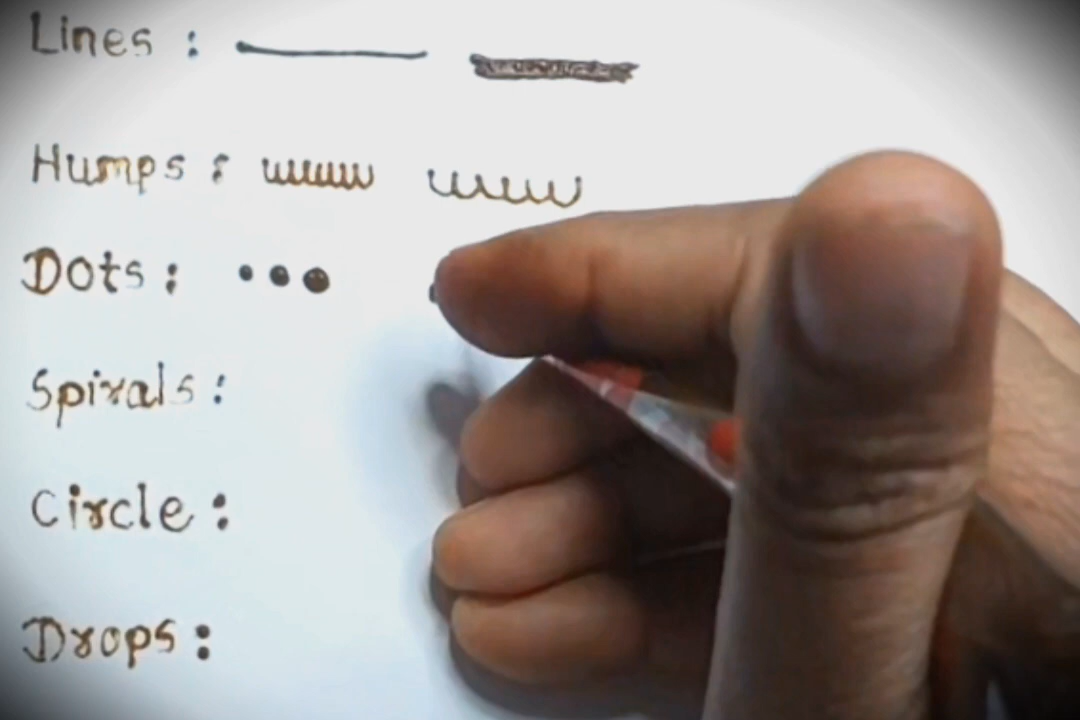 Lines :
Humps :
Dots :
Spirals :
Circle :
Drops :